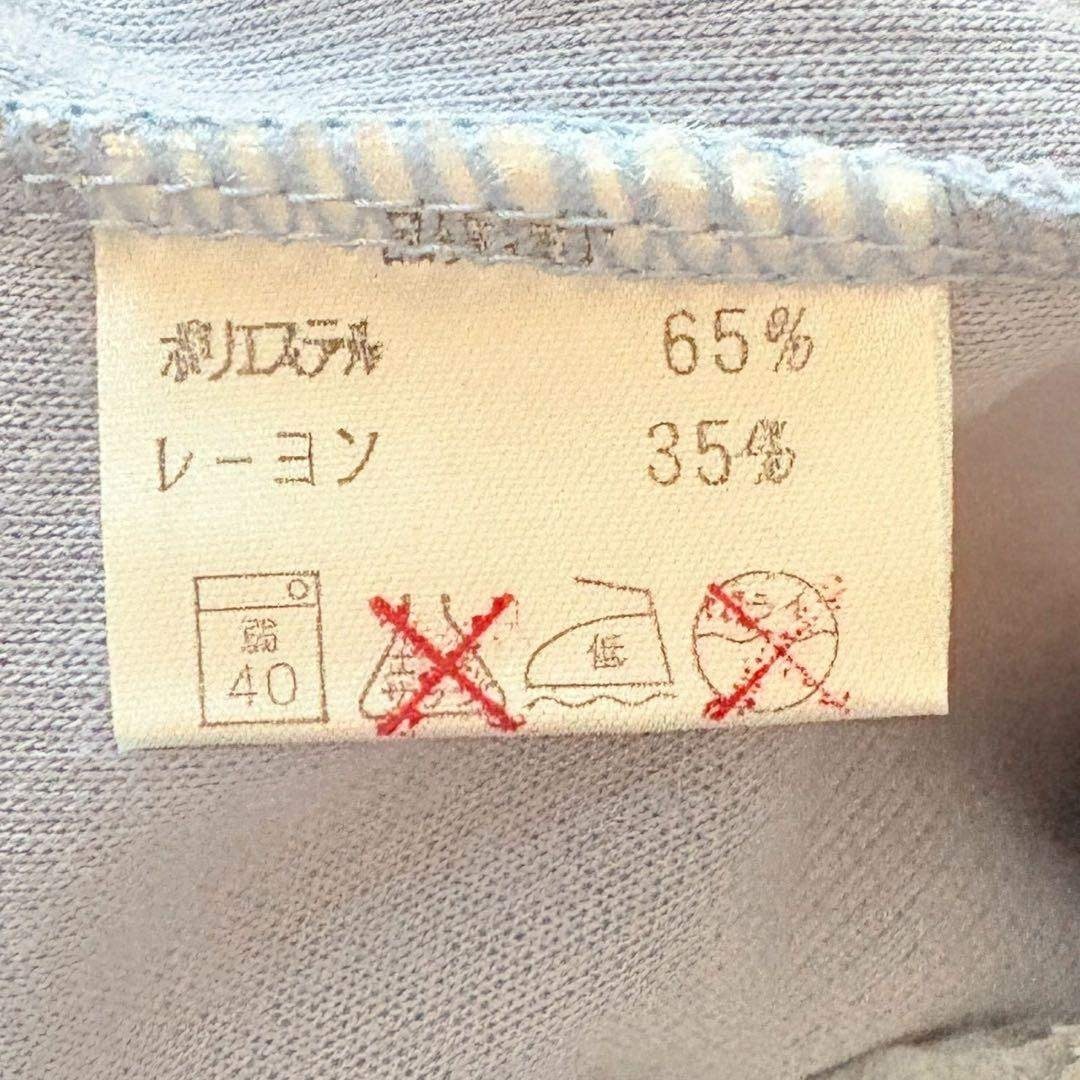 ポリエステル 65%
レーヨン 35%
弱 40 低